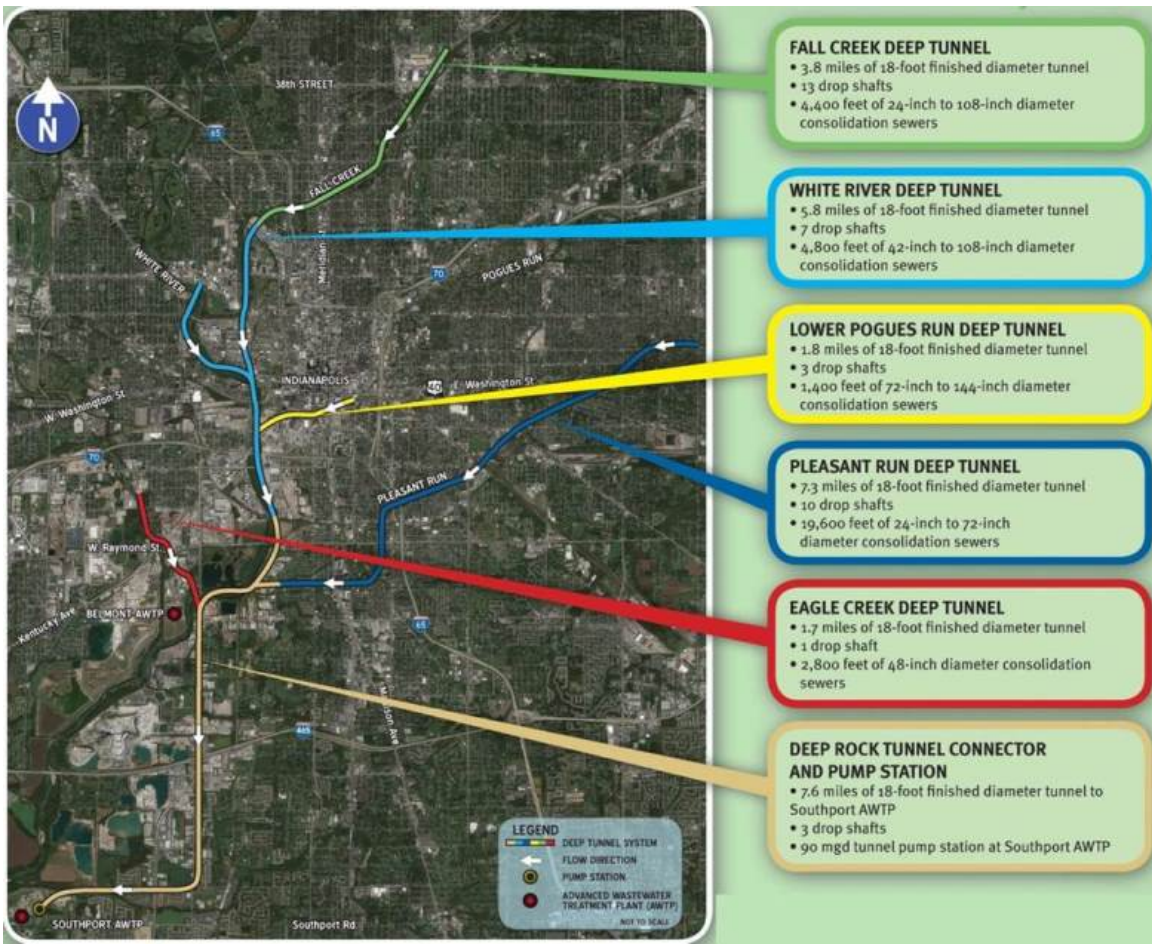 N
38th STREET
65
FALL CREEK
Meridian St
WHITE RIVER
70
POGUES RUN
INDIANAPOLIS
40
E. Washington St
W. Washington St
70
PLEASANT RUN
W. Raymond St.
BELMONT AWTP
Kentucky Ave
65
Madison Ave
465
SOUTHPORT AWTP
Southport Rd
LEGEND
DEEP TUNNEL SYSTEM
FLOW DIRECTION
PUMP STATION
ADVANCED WASTEWATER
TREATMENT PLANT (AWTP)
NOT TO SCALE
FALL CREEK DEEP TUNNEL
• 3.8 miles of 18-foot finished diameter tunnel
• 13 drop shafts
• 4,400 feet of 24-inch to 108-inch diameter
consolidation sewers
WHITE RIVER DEEP TUNNEL
• 5.8 miles of 18-foot finished diameter tunnel
• 7 drop shafts
• 4,800 feet of 42-inch to 108-inch diameter
consolidation sewers
LOWER POGUES RUN DEEP TUNNEL
• 1.8 miles of 18-foot finished diameter tunnel
• 3 drop shafts
• 1,400 feet of 72-inch to 144-inch diameter
consolidation sewers
PLEASANT RUN DEEP TUNNEL
• 7.3 miles of 18-foot finished diameter tunnel
• 10 drop shafts
• 19,600 feet of 24-inch to 72-inch
diameter consolidation sewers
EAGLE CREEK DEEP TUNNEL
• 1.7 miles of 18-foot finished diameter tunnel
• 1 drop shaft
• 2,800 feet of 48-inch diameter consolidation
sewers
DEEP ROCK TUNNEL CONNECTOR
AND PUMP STATION
• 7.6 miles of 18-foot finished diameter tunnel to
Southport AWTP
• 3 drop shafts
• 90 mgd tunnel pump station at Southport AWTP